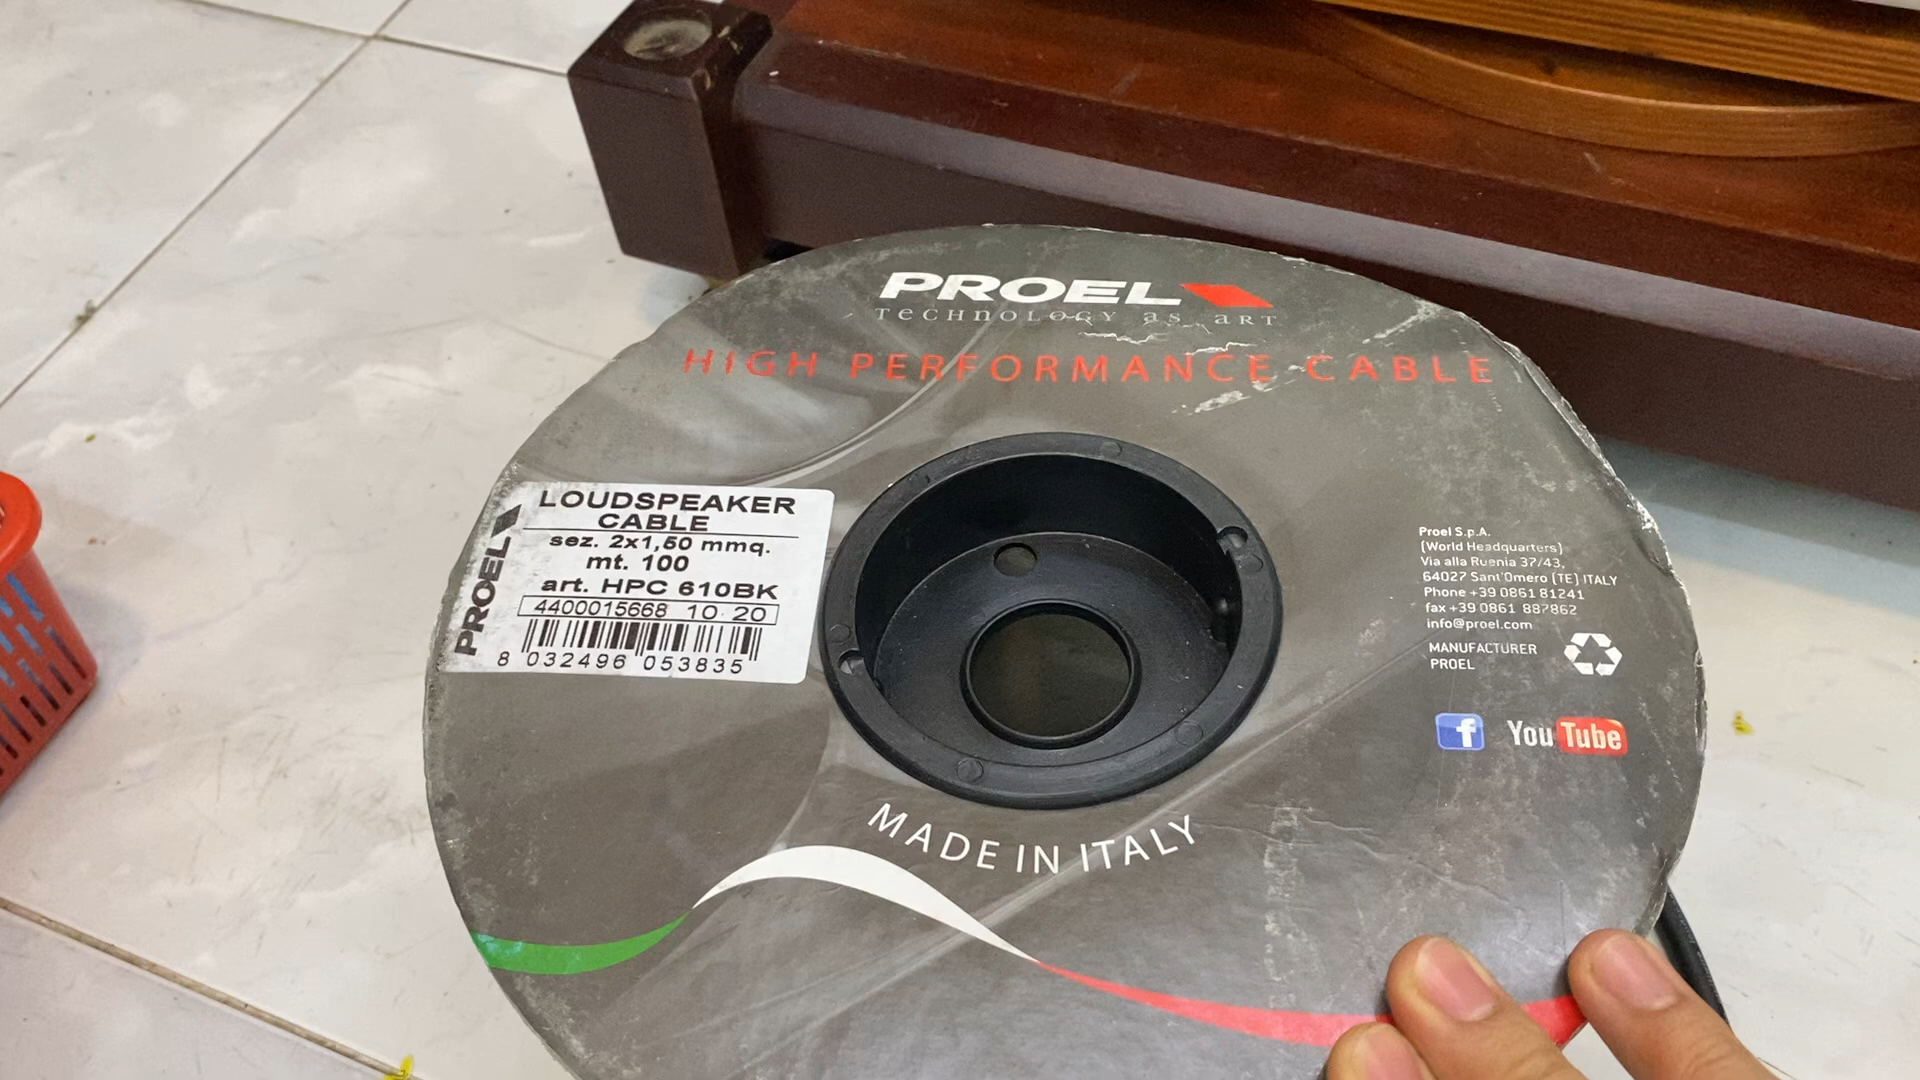 PROEL
TECHNOLOGY as aRT
HIGH PERFORMANCE CABLE
PROEL
LOUDSPEAKER
CABLE
sez. 2x1,50 mmq.
mt. 100
art. HPC 610BK
4400015668 10 20
8 032496 053835
Proel S.p.A.
(World Headquarters)
Via alla Ruenia 37/43,
64027 Sant'Omero (TE) ITALY
Phone +39 0861 81241
fax +39 0861 887862
info@proel.com
MANUFACTURER
PROEL
f
You Tube
MADE IN ITALY